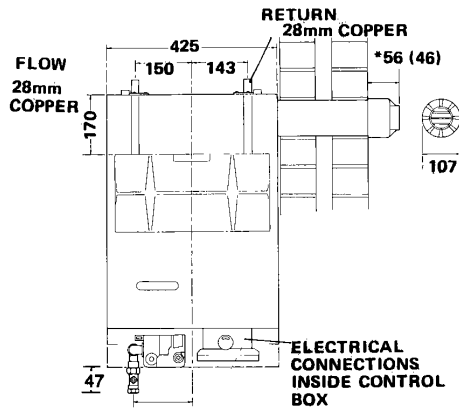 RETURN
28mm COPPER
425
*56 (46)
FLOW
150
143
28mm
COPPER
170
107
ELECTRICAL
CONNECTIONS
INSIDE CONTROL
BOX
47